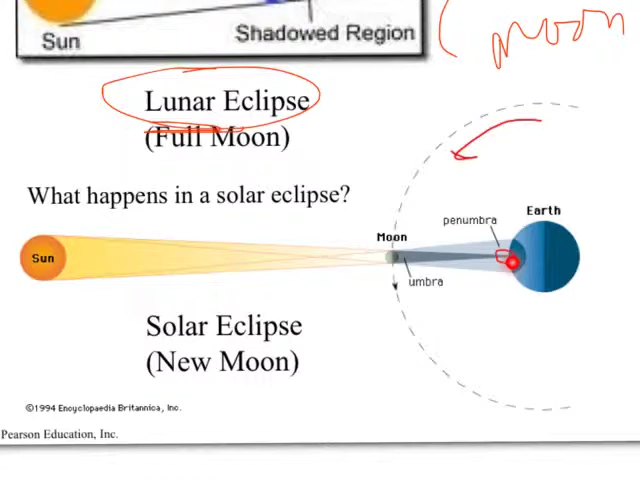 Sun
Shadowed Region
moon
Lunar Eclipse
(Full Moon)
What happens in a solar eclipse?
Earth
penumbra
Moon
Sun
umbra
Solar Eclipse
(New Moon)
©1994 Encyclopaedia Britannica, Inc.
Pearson Education, Inc.